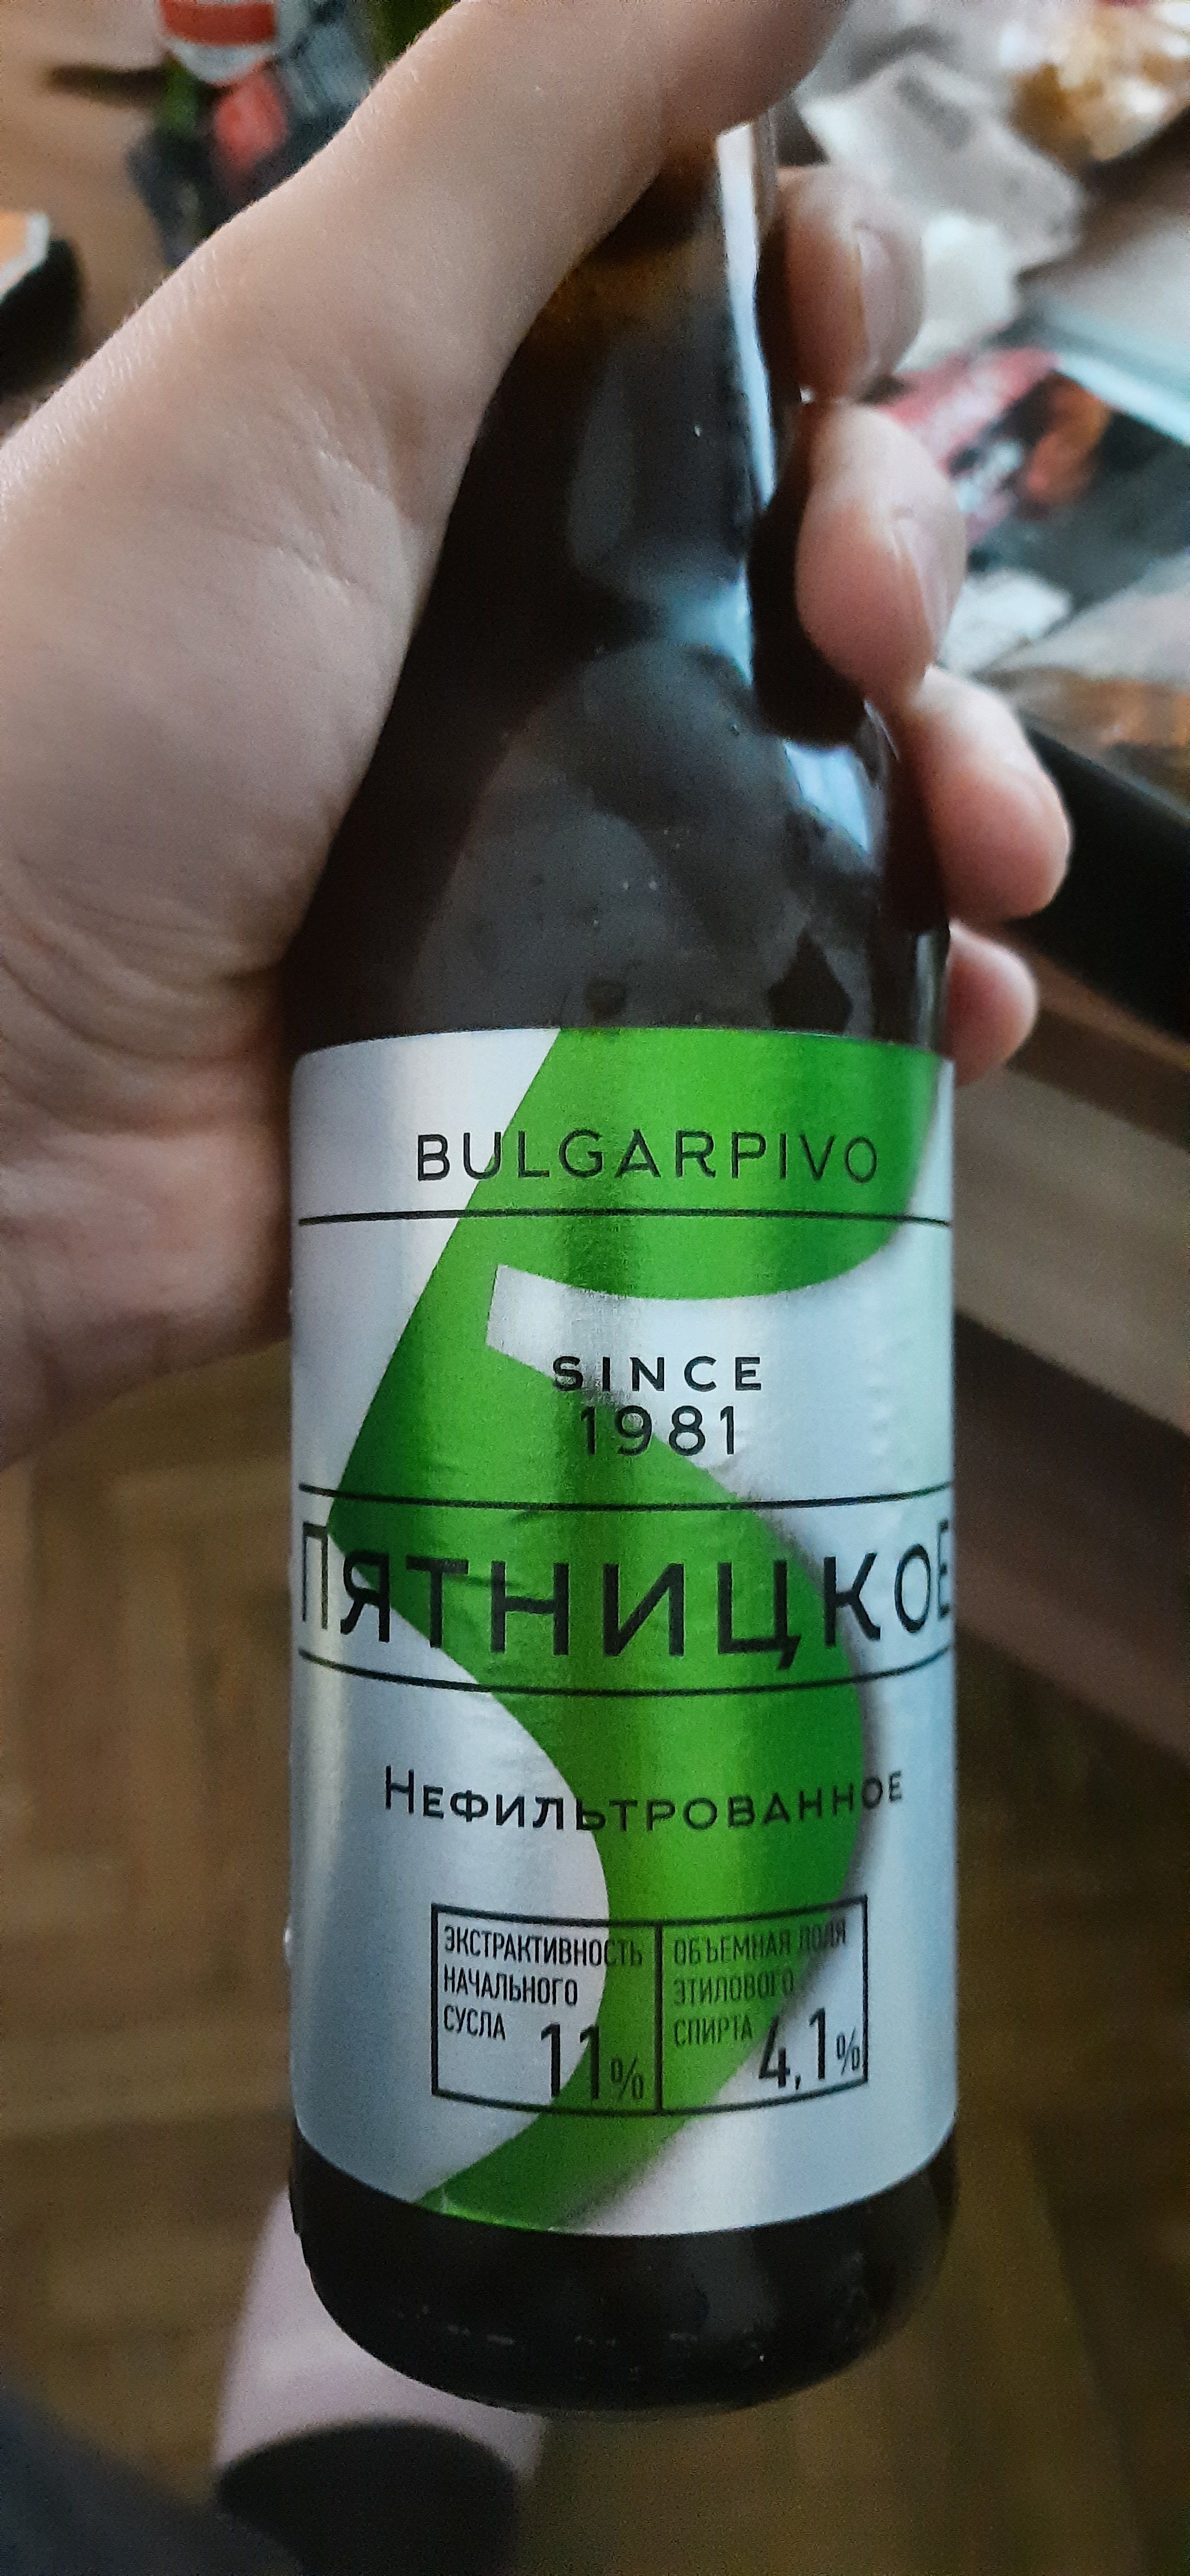 BULGARPIVO
SINCE
1981
ПЯТНИЦКОЕ
НЕФИЛЬТРОВАННОЕ
ЭКСТРАКТИВНОСТЬ
НАЧАЛЬНОГО
СУСЛА 11%
ОБЪЕМНАЯ ДОЛЯ
ЭТИЛОВОГО
СПИРТА 4,1%